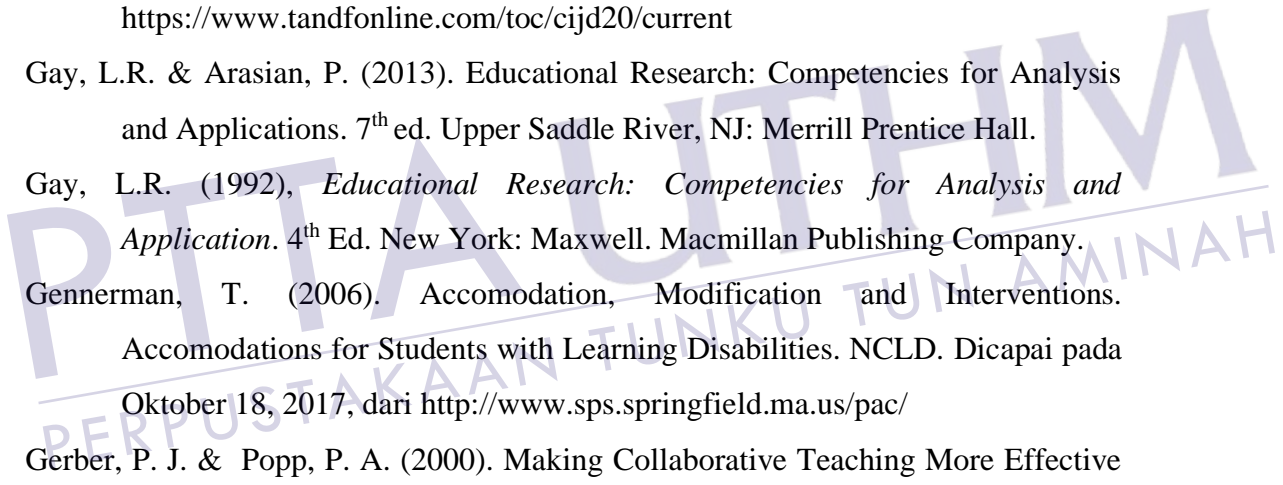 https://www.tandfonline.com/toc/cijd20/current
Gay, L.R. & Arasian, P. (2013). Educational Research: Competencies for Analysis
and Applications. 7th ed. Upper Saddle River, NJ: Merrill Prentice Hall.
Gay, L.R. (1992), Educational Research: Competencies for Analysis and
Application. 4th Ed. New York: Maxwell. Macmillan Publishing Company.
Gennerman, T. (2006). Accomodation, Modification and Interventions.
Accomodations for Students with Learning Disabilities. NCLD. Dicapai pada
Oktober 18, 2017, dari http://www.sps.springfield.ma.us/pac/
Gerber, P. J. & Popp, P. A. (2000). Making Collaborative Teaching More Effective
PTTA UTHM
PERPUSTAKAAN TUNKU TUN AMINAH